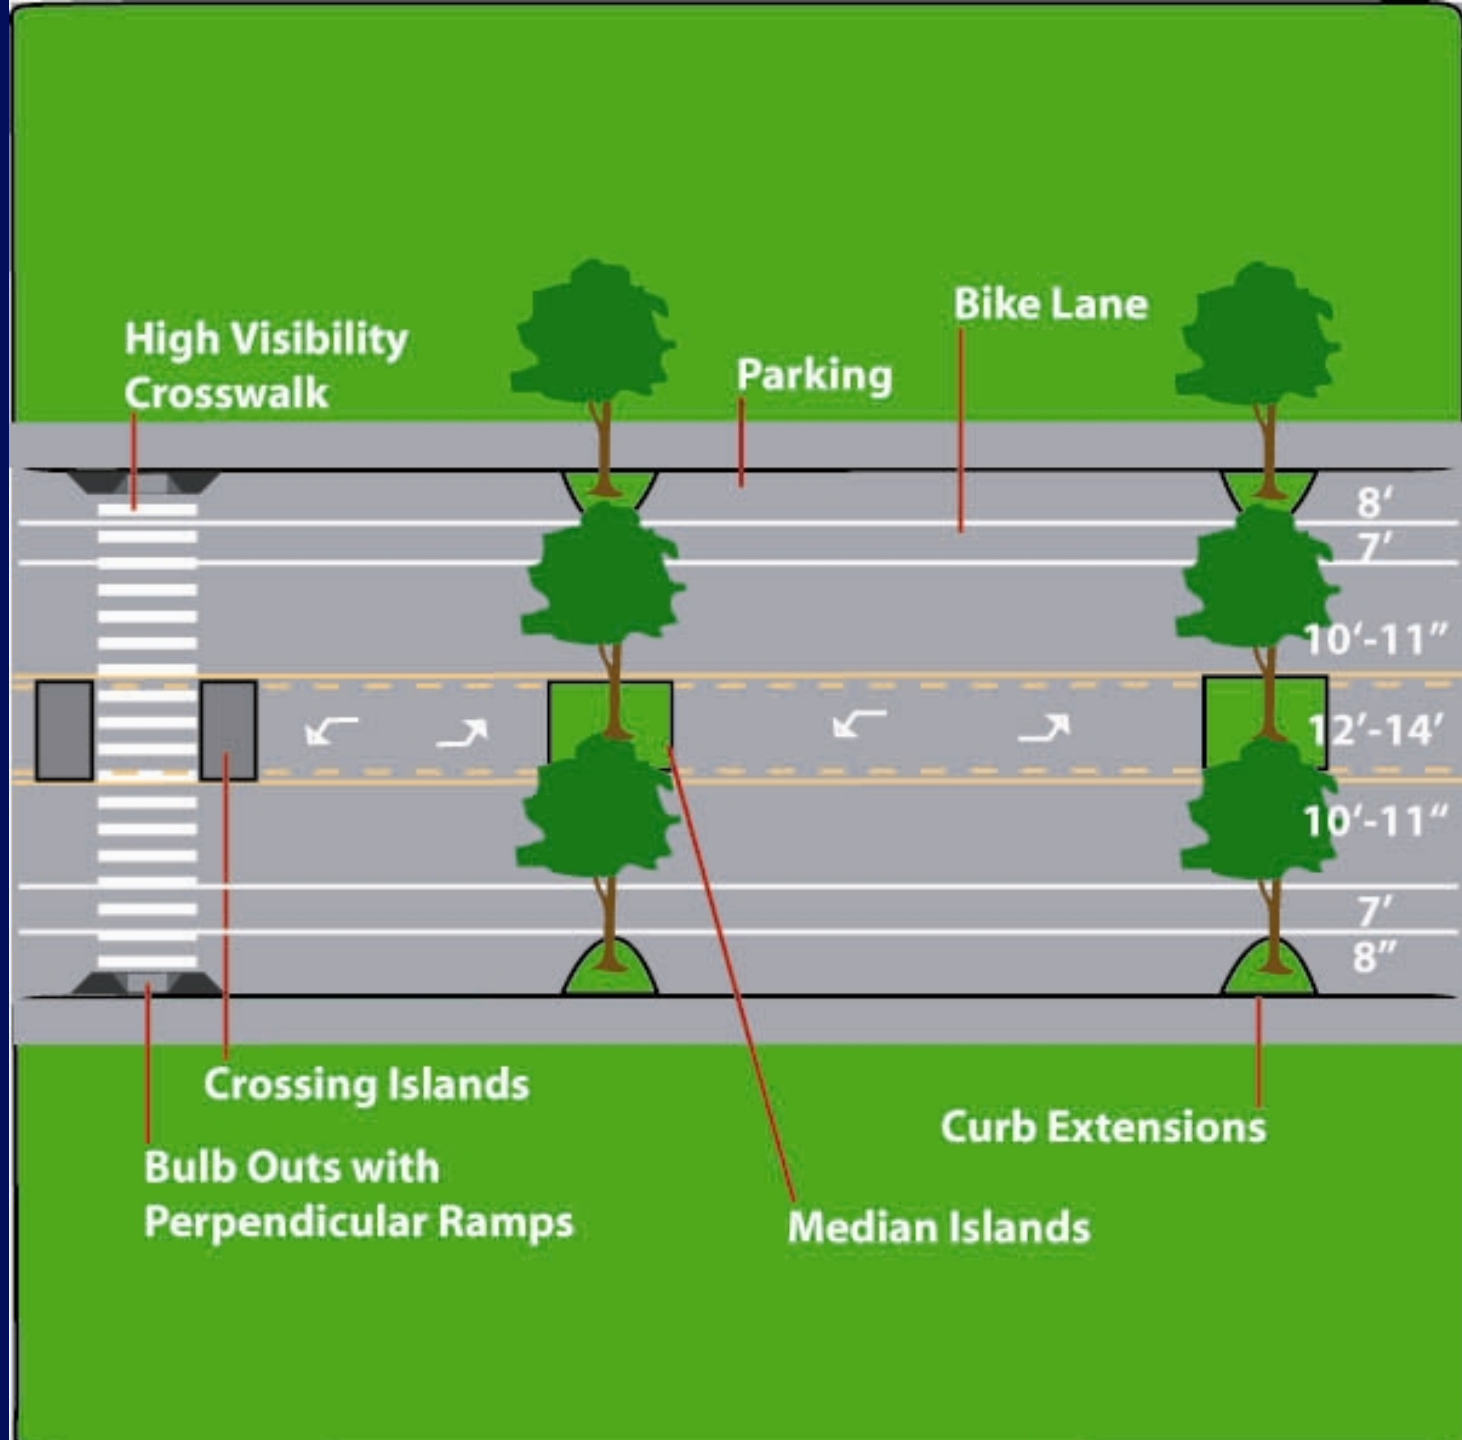 Bike Lane
High Visibility
Crosswalk
Parking
8‘
7’
10‘-11”
12’-14’
10’-11“
7’
8”
Crossing Islands
Curb Extensions
Bulb Outs with
Perpendicular Ramps
Median Islands